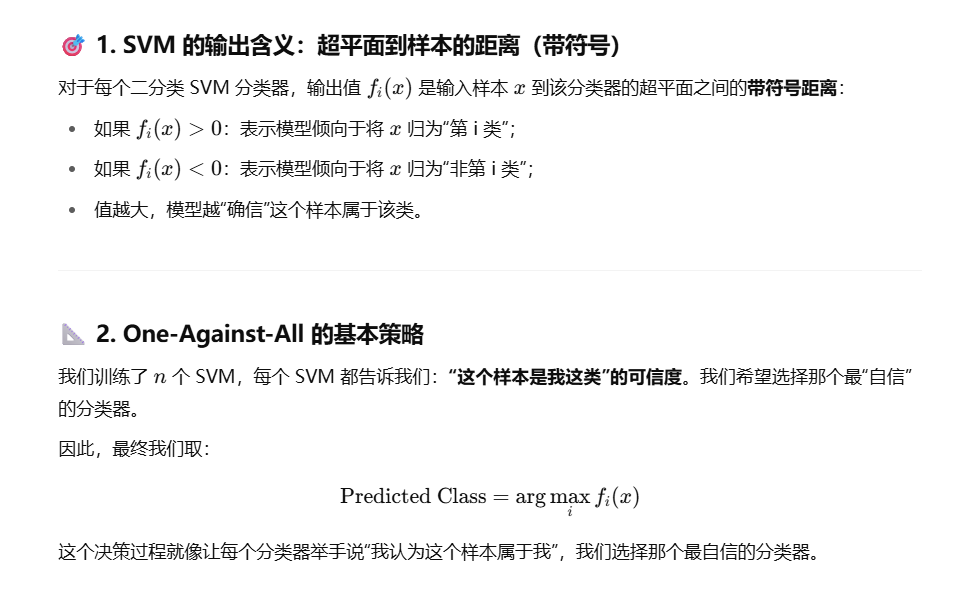 🎯 1. SVM 的输出含义：超平面到样本的距离（带符号）
对于每个二分类 SVM 分类器，输出值 f_i(x) 是输入样本 x 到该分类器的超平面之间的带符号距离：
• 如果 f_i(x) > 0：表示模型倾向于将 x 归为“第 i 类”；
• 如果 f_i(x) < 0：表示模型倾向于将 x 归为“非第 i 类”；
• 值越大，模型越“确信”这个样本属于该类。
📐 2. One-Against-All 的基本策略
我们训练了 n 个 SVM，每个 SVM 都告诉我们：“这个样本是我这类”的可信度。我们希望选择那个最“自信”
的分类器。
因此，最终我们取：
Predicted Class = arg max_i f_i(x)
这个决策过程就像让每个分类器举手说“我认为这个样本属于我”，我们选择那个最自信的分类器。